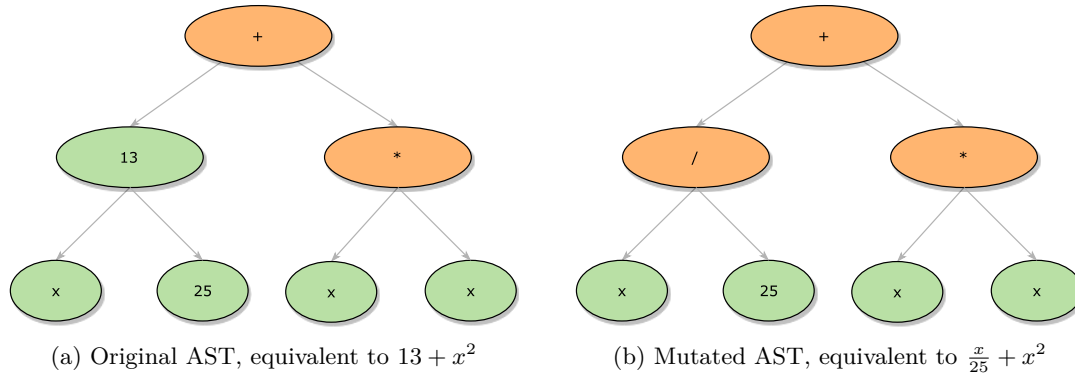 +
13
*
x
25
x
x
(a) Original AST, equivalent to 13 + x²
+
/
*
x
25
x
x
(b) Mutated AST, equivalent to x/25 + x²